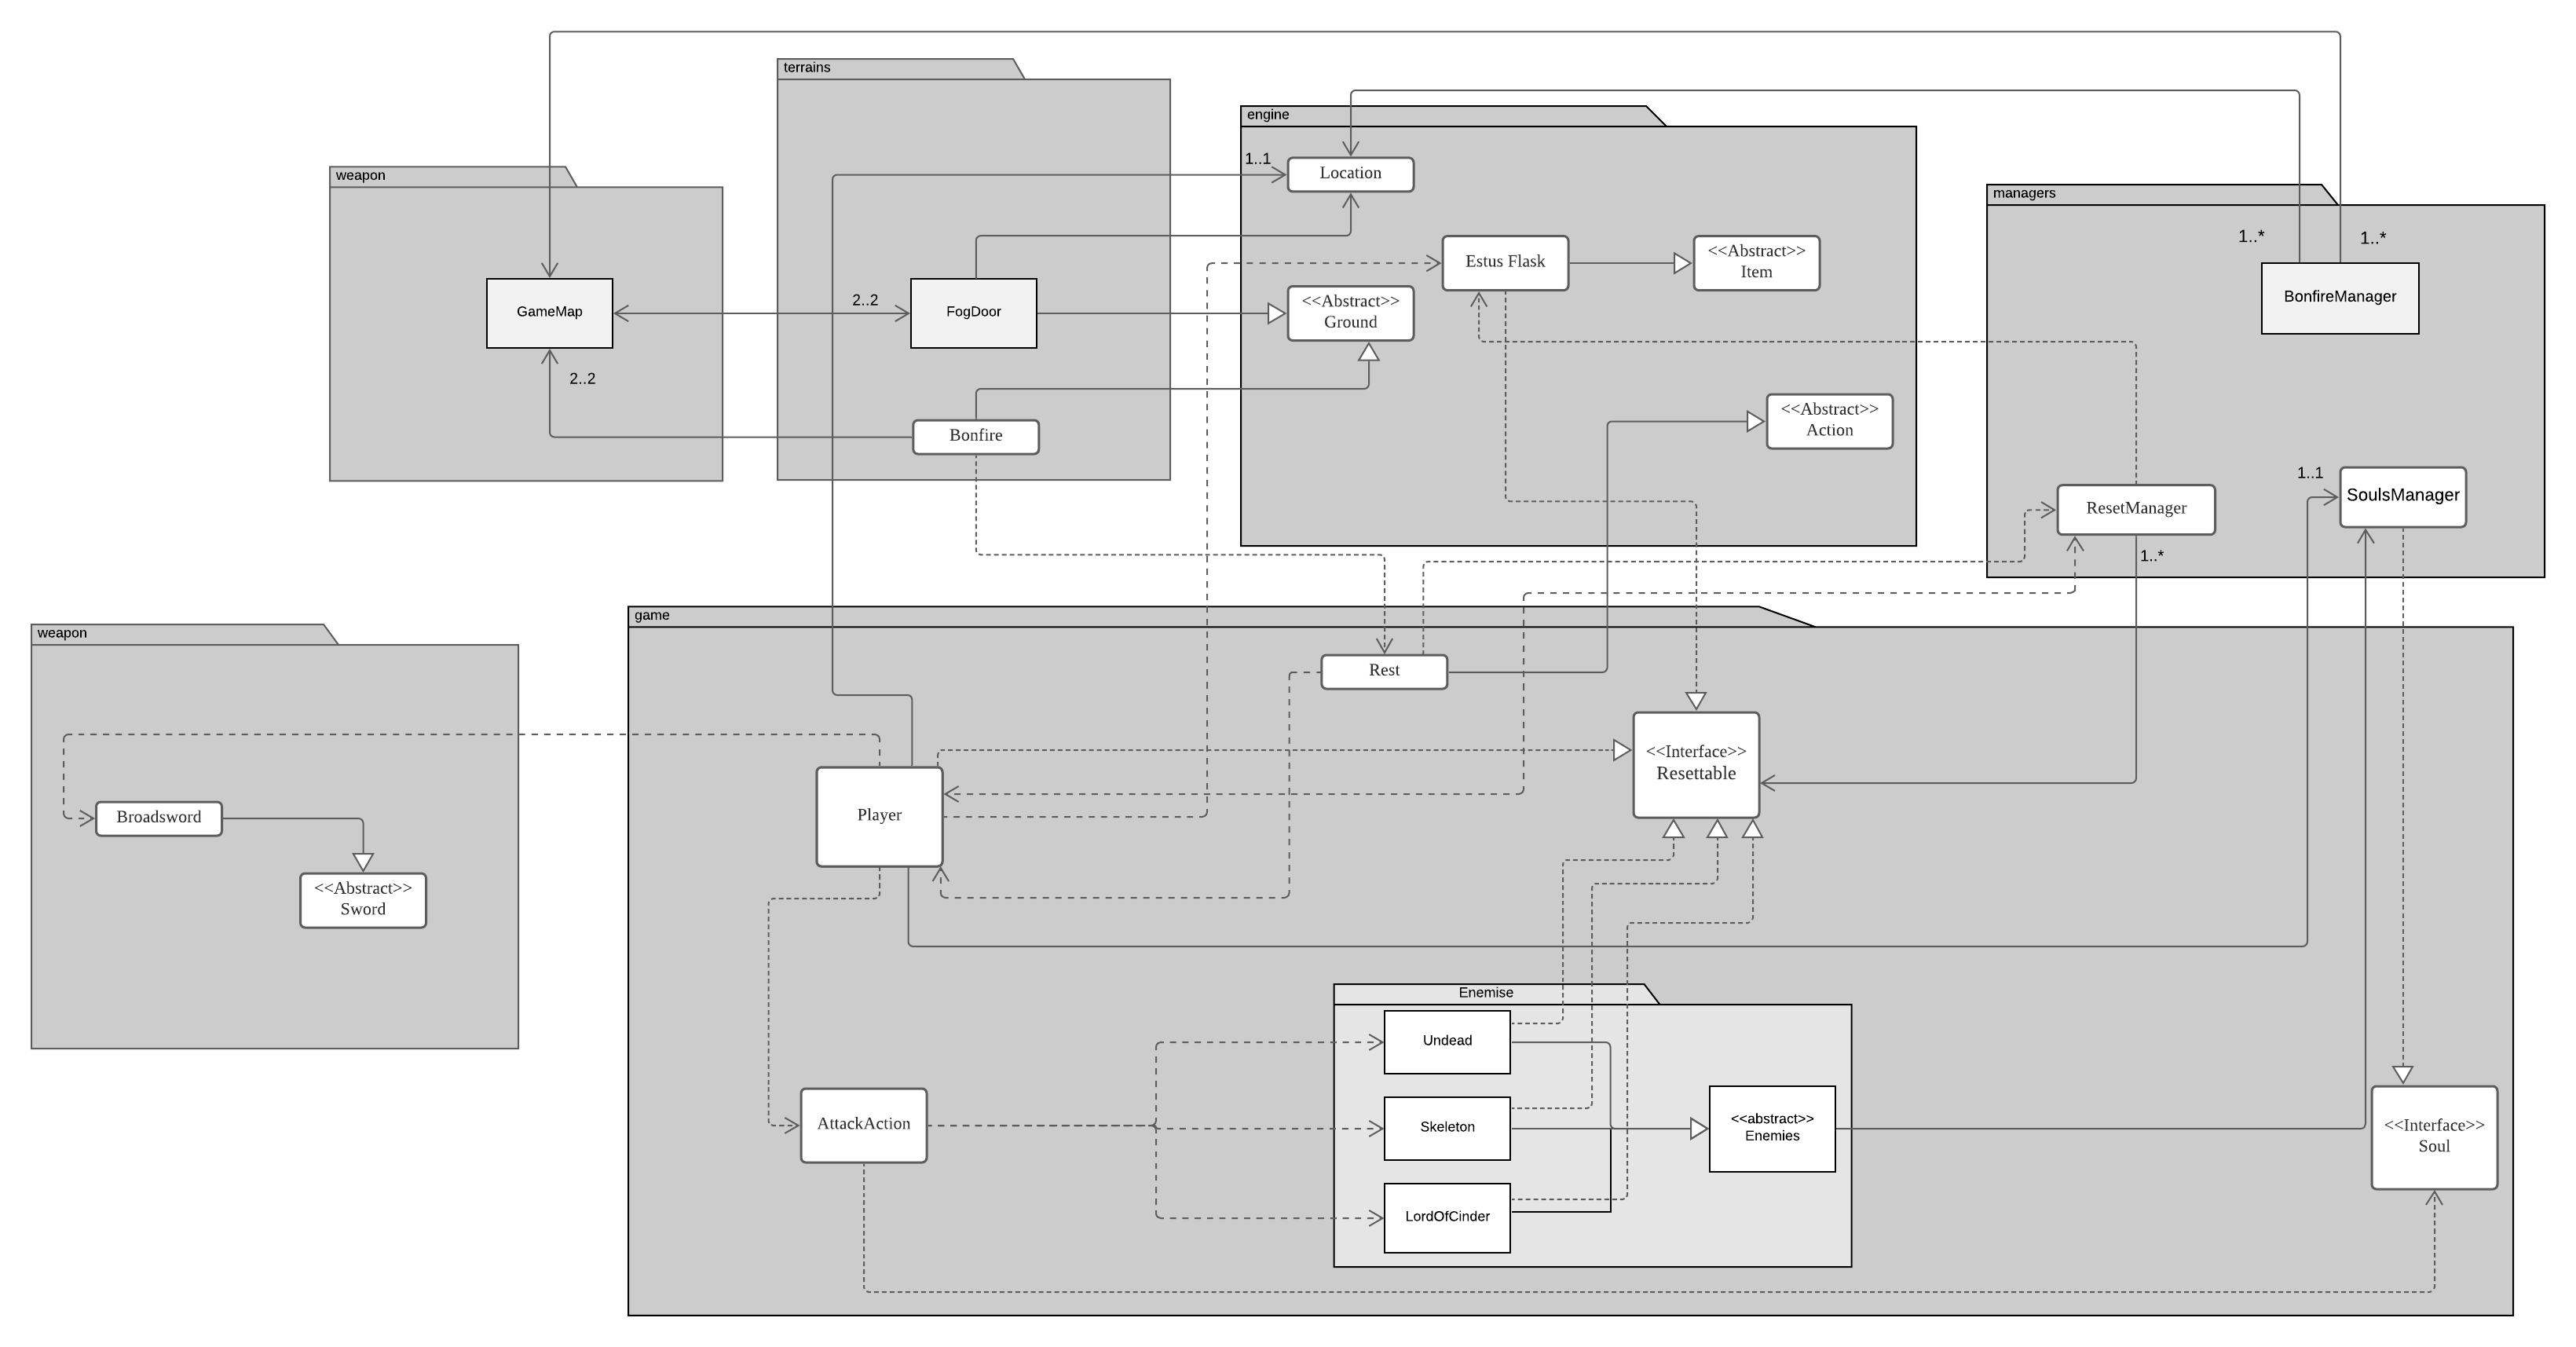 terrains
engine
weapon
1..1
Location
managers
1..*
1..*
<<Abstract>>
Item
Estus Flask
BonfireManager
2..2
<<Abstract>>
Ground
GameMap
FogDoor
2..2
<<Abstract>>
Action
Bonfire
1..1
SoulsManager
ResetManager
1..*
game
weapon
Rest
<<Interface>>
Resettable
Player
Broadsword
<<Abstract>>
Sword
Enemise
Undead
AttackAction
Skeleton
<<abstract>>
Enemies
<<Interface>>
Soul
LordOfCinder